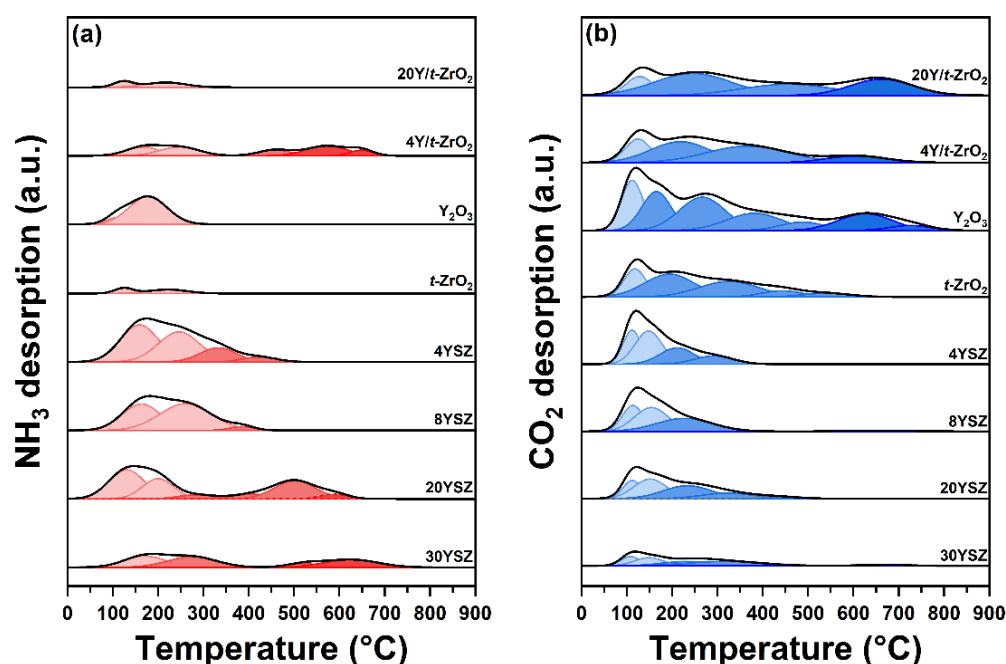 (a)
20Y/t-ZrO₂
4Y/t-ZrO₂
Y₂O₃
t-ZrO₂
4YSZ
8YSZ
20YSZ
30YSZ
NH₃ desorption (a.u.)
0 100 200 300 400 500 600 700 800 900
Temperature (°C)
(b)
20Y/t-ZrO₂
4Y/t-ZrO₂
Y₂O₃
t-ZrO₂
4YSZ
8YSZ
20YSZ
30YSZ
CO₂ desorption (a.u.)
0 100 200 300 400 500 600 700 800 900
Temperature (°C)